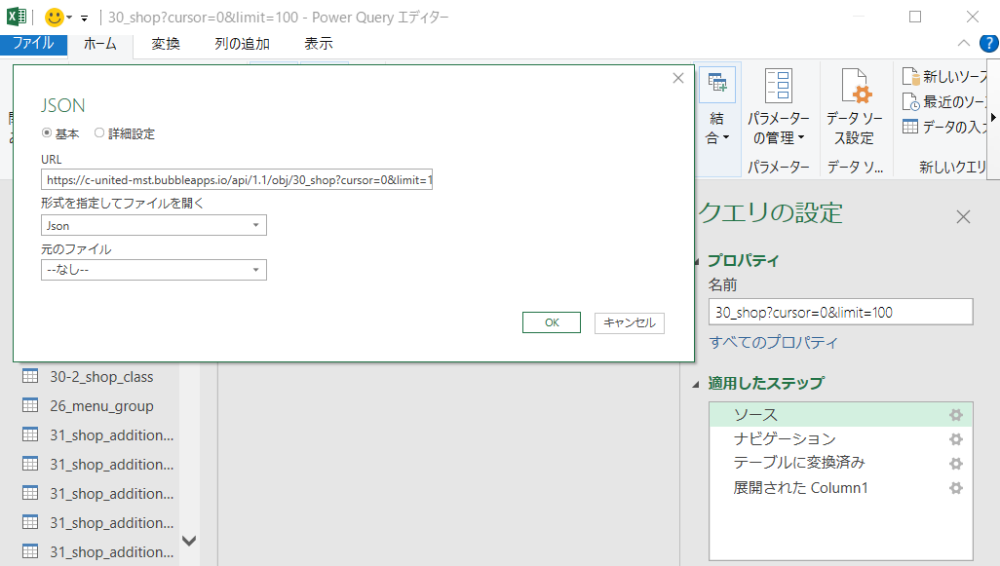 30_shop?cursor=0&limit=100 - Power Query エディター
ファイル ホーム 変換 列の追加 表示
JSON
基本 詳細設定
URL
https://c-united-mst.bubbleapps.io/api/1.1/obj/30_shop?cursor=0&limit=1
形式を指定してファイルを開く
Json
元のファイル
--なし--
OK キャンセル
結
合
パラメーター
の管理
パラメーター
データ ソー
ス設定
データ ソ...
新しいソース
最近のソー
データの入力
新しいクエリ
クエリの設定
プロパティ
名前
30_shop?cursor=0&limit=100
すべてのプロパティ
適用したステップ
ソース
ナビゲーション
テーブルに変換済み
展開された Column1
30-2_shop_class
26_menu_group
31_shop_addition...
31_shop_addition...
31_shop_addition...
31_shop_addition...
31_shop_addition...